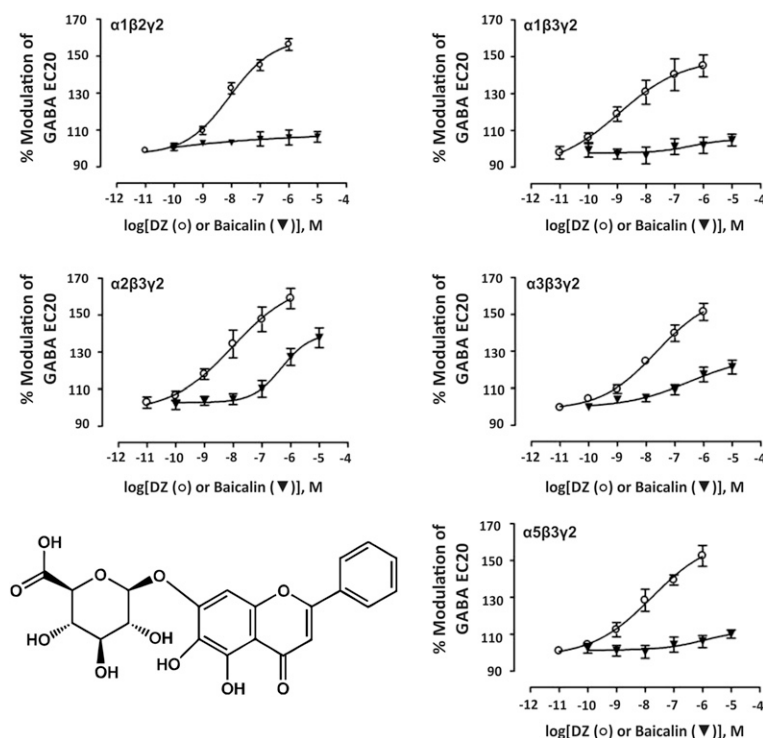 α1β2γ2
% Modulation of
GABA EC20
170
150
130
110
90
-12 -11 -10 -9 -8 -7 -6 -5 -4
log[DZ (○) or Baicalin (▼)], M
α1β3γ2
% Modulation of
GABA EC20
170
150
130
110
90
-12 -11 -10 -9 -8 -7 -6 -5 -4
log[DZ (○) or Baicalin (▼)], M
α2β3γ2
% Modulation of
GABA EC20
170
150
130
110
90
-12 -11 -10 -9 -8 -7 -6 -5 -4
log[DZ (○) or Baicalin (▼)], M
α3β3γ2
% Modulation of
GABA EC20
170
150
130
110
90
-12 -11 -10 -9 -8 -7 -6 -5 -4
log[DZ (○) or Baicalin (▼)], M
OH
O
O
O
O
HO
HO
OH
OH
HO
OH
O
α5β3γ2
% Modulation of
GABA EC20
170
150
130
110
90
-12 -11 -10 -9 -8 -7 -6 -5 -4
log[DZ (○) or Baicalin (▼)], M